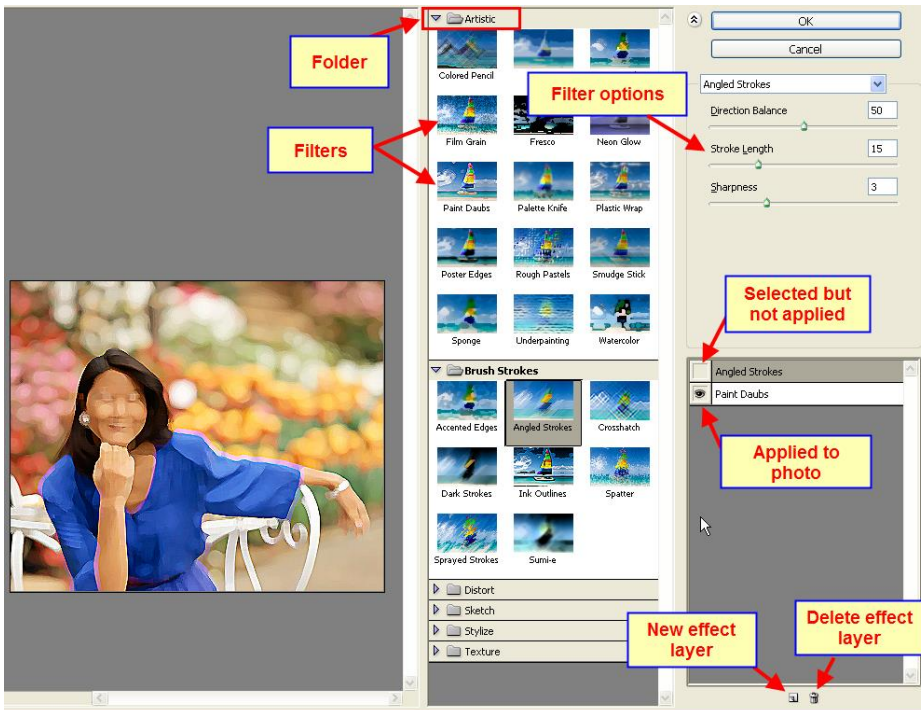 Folder
Filters
Artistic
Colored Pencil
Filter options
Film Grain
Fresco
Neon Glow
Paint Daubs
Palette Knife
Plastic Wrap
Poster Edges
Rough Pastels
Smudge Stick
Sponge
Underpainting
Watercolor
Brush Strokes
Accented Edges
Angled Strokes
Crosshatch
Dark Strokes
Ink Outlines
Spatter
Sprayed Strokes
Sumi-e
Distort
Sketch
Stylize
Texture
OK
Cancel
Angled Strokes
Direction Balance 50
Stroke Length 15
Sharpness 3
Selected but
not applied
Angled Strokes
Paint Daubs
Applied to
photo
New effect
layer
Delete effect
layer